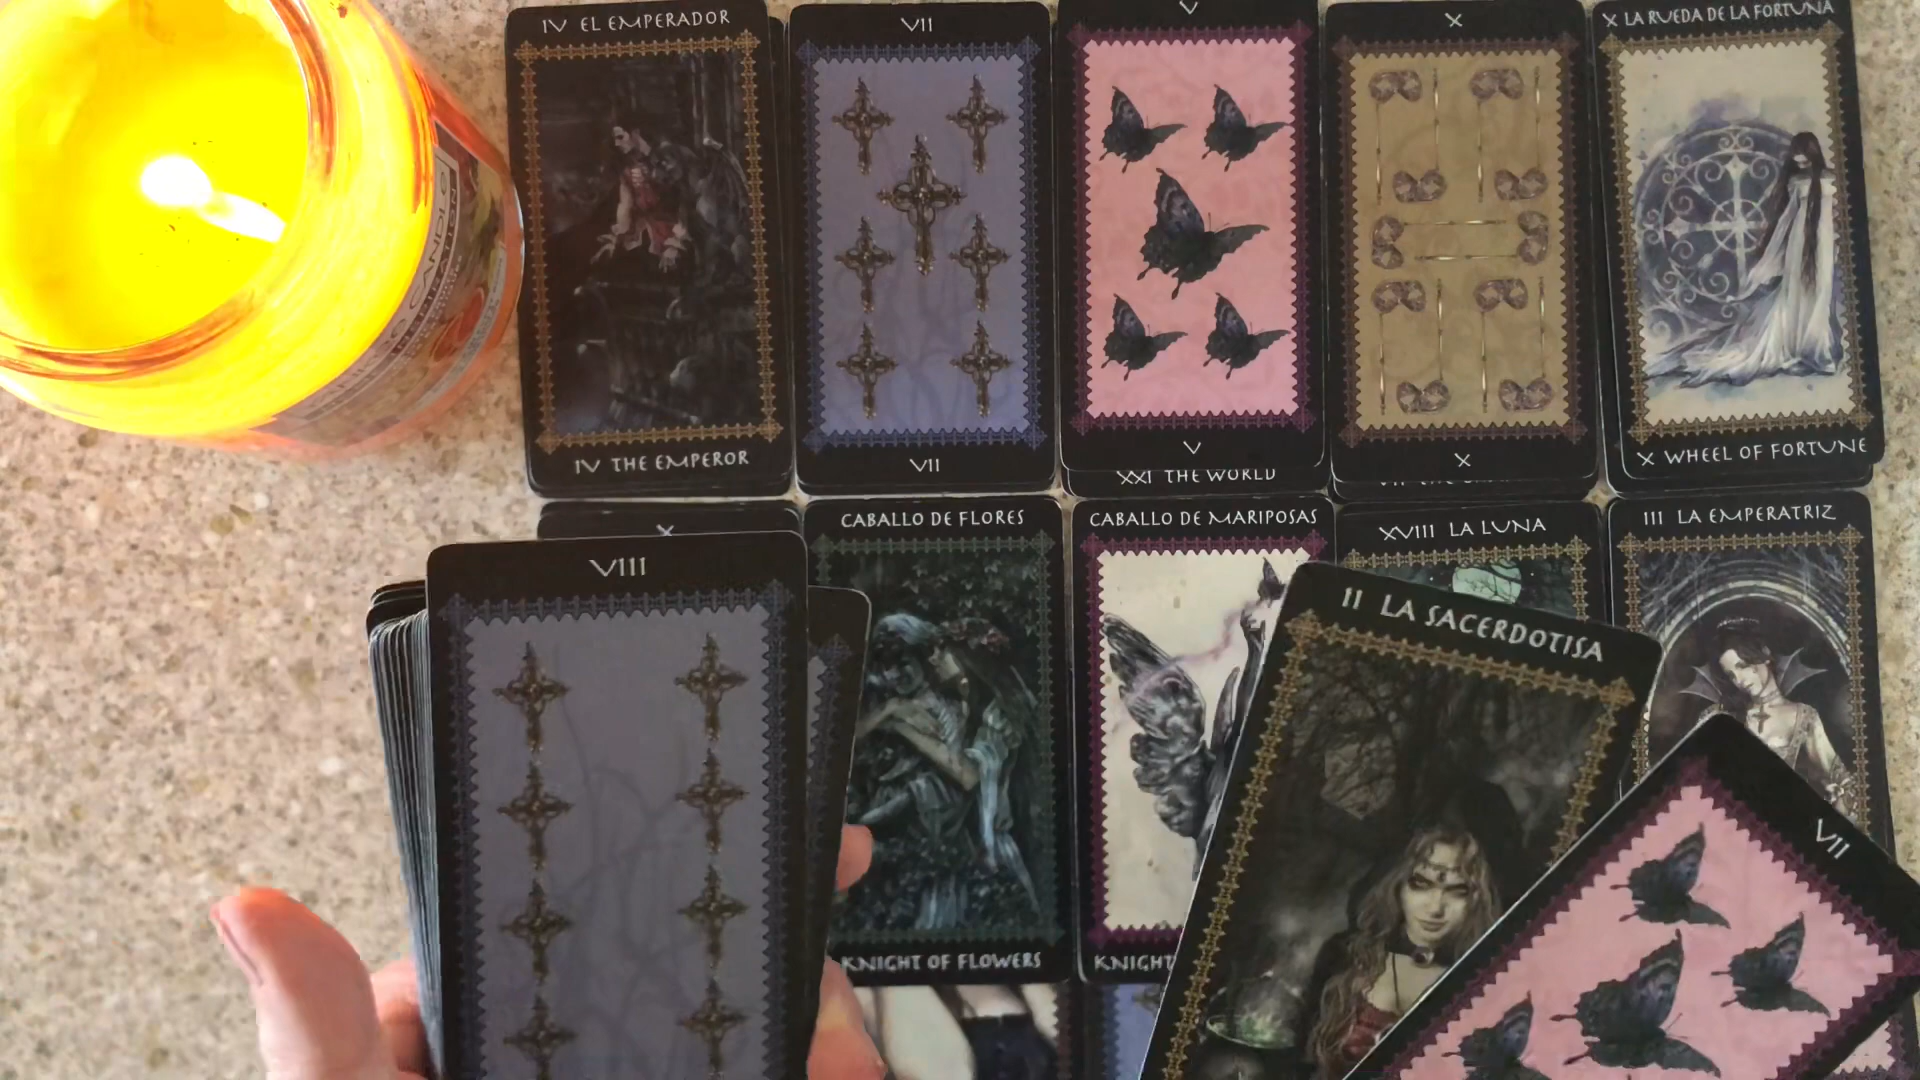 IV EL EMPERADOR
VII
V
X
X LA RUEDA DE LA FORTUNA
IV THE EMPEROR
VII
V
X
X WHEEL OF FORTUNE
XXI THE WORLD
X
CABALLO DE FLORES
CABALLO DE MARIPOSAS
XVIII LA LUNA
III LA EMPERATRIZ
VIII
II LA SACERDOTISA
VII
KNIGHT OF FLOWERS
KNIGHT
CANDLE